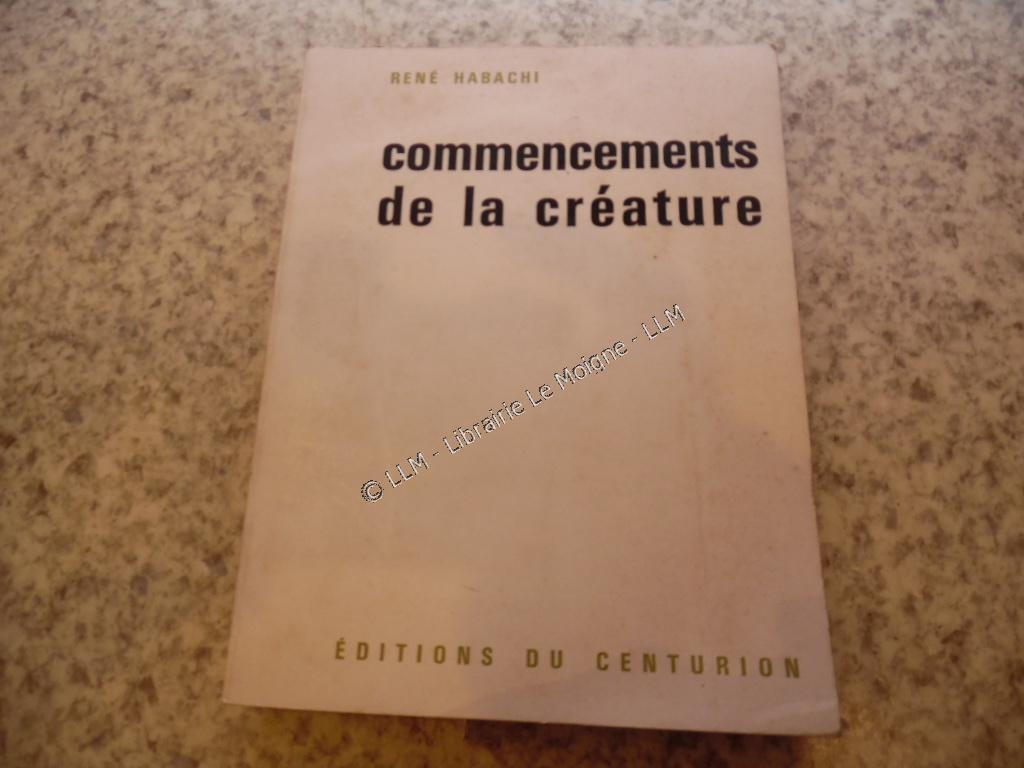 RENÉ HABACHI
commencements
de la créature
© LLM - Librairie Le Moigne - LLM
ÉDITIONS DU CENTURION